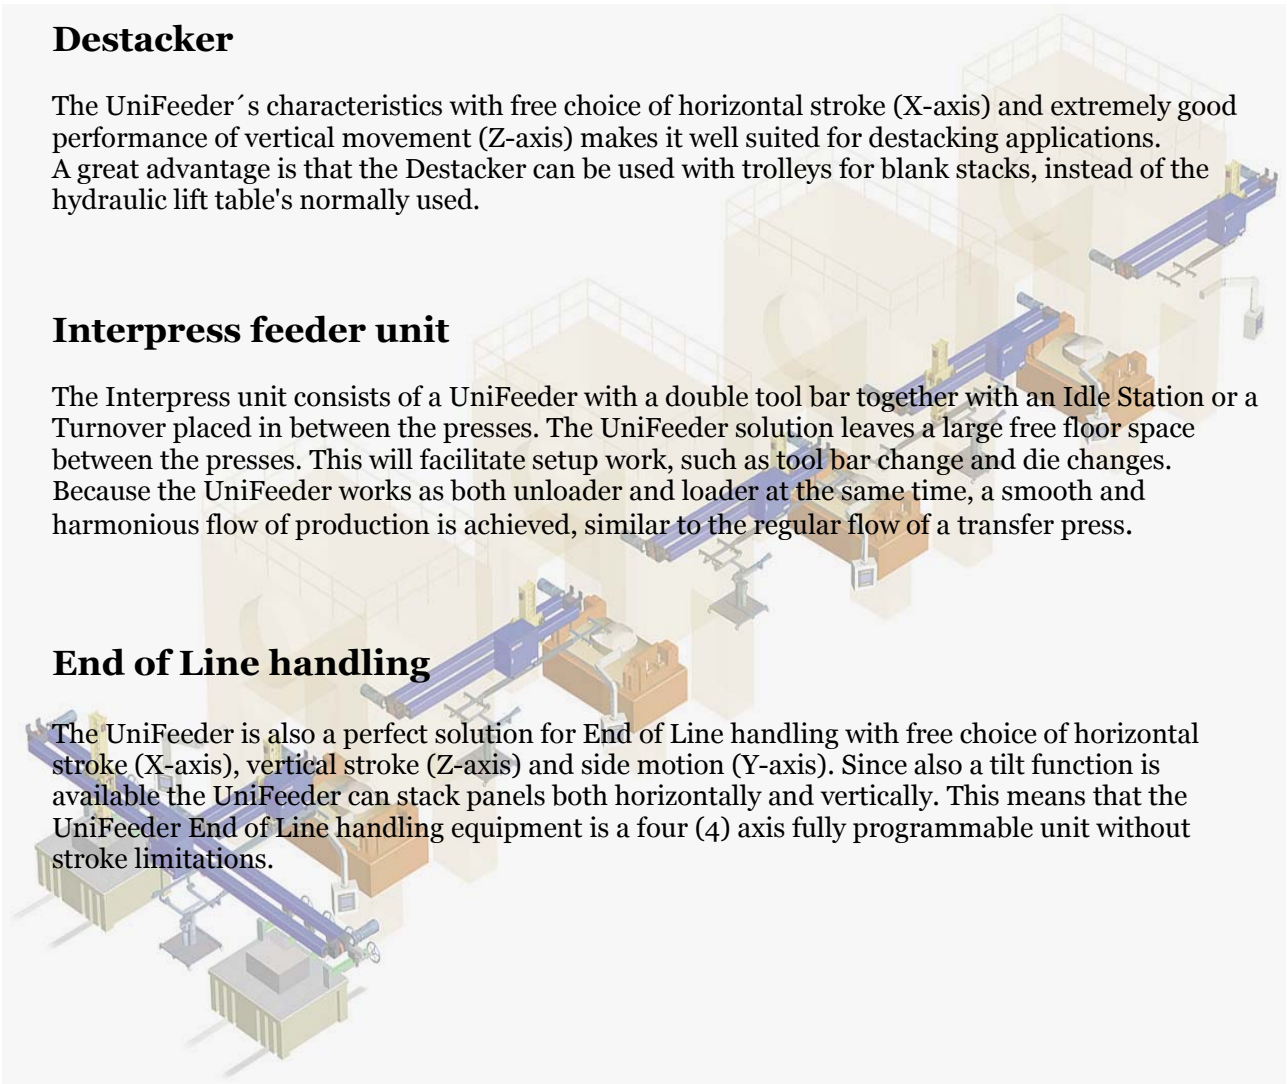 Destacker
The UniFeeder´s characteristics with free choice of horizontal stroke (X-axis) and extremely good
performance of vertical movement (Z-axis) makes it well suited for destacking applications.
A great advantage is that the Destacker can be used with trolleys for blank stacks, instead of the
hydraulic lift table's normally used.
Interpress feeder unit
The Interpress unit consists of a UniFeeder with a double tool bar together with an Idle Station or a
Turnover placed in between the presses. The UniFeeder solution leaves a large free floor space
between the presses. This will facilitate setup work, such as tool bar change and die changes.
Because the UniFeeder works as both unloader and loader at the same time, a smooth and
harmonious flow of production is achieved, similar to the regular flow of a transfer press.
End of Line handling
The UniFeeder is also a perfect solution for End of Line handling with free choice of horizontal
stroke (X-axis), vertical stroke (Z-axis) and side motion (Y-axis). Since also a tilt function is
available the UniFeeder can stack panels both horizontally and vertically. This means that the
UniFeeder End of Line handling equipment is a four (4) axis fully programmable unit without
stroke limitations.